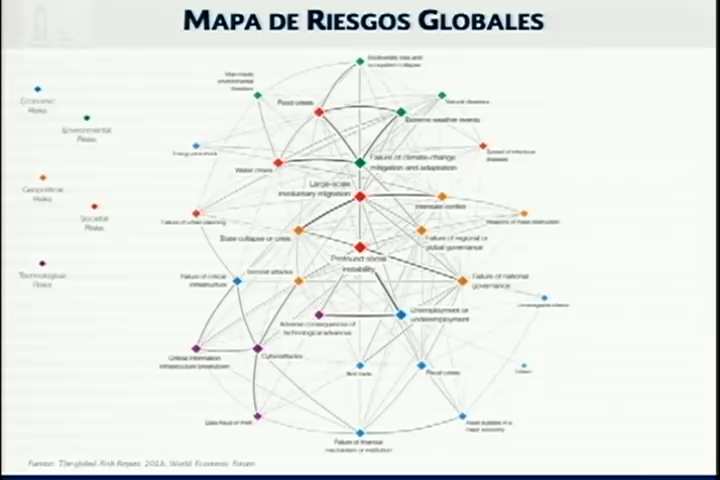 MAPA DE RIESGOS GLOBALES
Biodiversity loss and
ecosystem collapse
Man-made
environmental
disasters
Food crises
Natural disasters
Extreme weather events
Economic
Risks
Environmental
Risks
Energy price shock
Spread of infectious
diseases
Water crises
Failure of climate-change
mitigation and adaptation
Large-scale
involuntary migration
Geopolitical
Risks
Interstate conflict
Societal
Risks
Failure of urban planning
Weapons of mass destruction
State collapse or crisis
Failure of regional or
global governance
Profound social
instability
Technological
Risks
Failure of critical
infrastructure
Terrorist attacks
Failure of national
governance
Adverse consequences of
technological advances
Unemployment or
underemployment
Critical information
infrastructure breakdown
Cyberattacks
Illicit trade
Fiscal crises
Data fraud or theft
Asset bubbles in a
major economy
Failure of financial
mechanism or institution
Fuente: The global Risk Report 2018, World Economic Forum